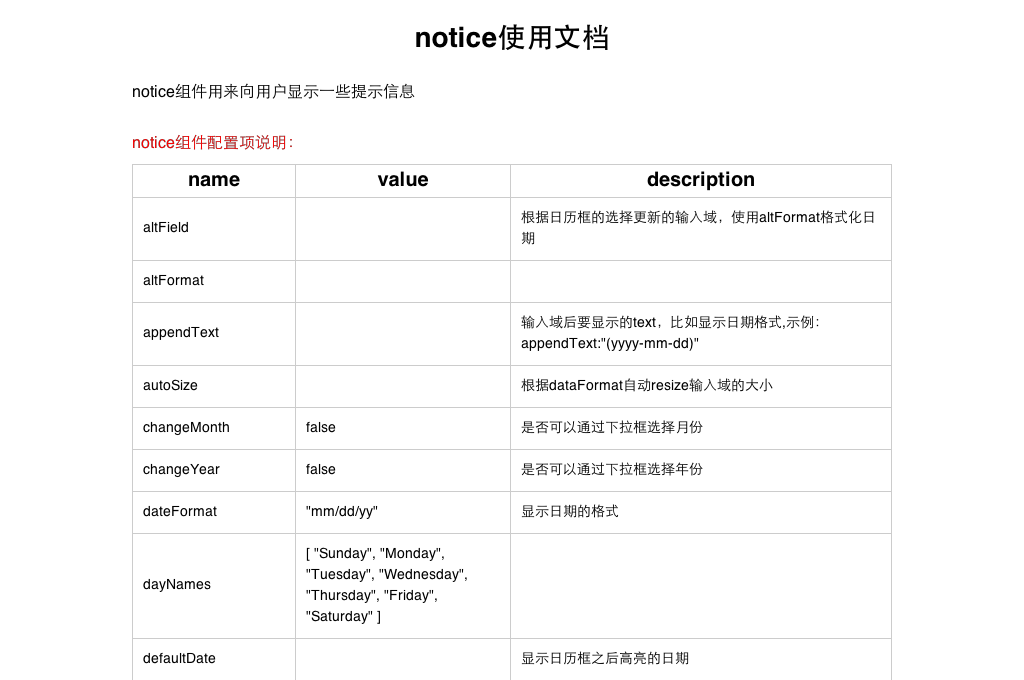 notice使用文档
notice组件用来向用户显示一些提示信息
notice组件配置项说明：
name value description
altField
根据日历框的选择更新的输入域，使用altFormat格式化日
期
altFormat
appendText
输入域后要显示的text，比如显示日期格式,示例：
appendText:"(yyyy-mm-dd)"
autoSize 根据dataFormat自动resize输入域的大小
changeMonth false 是否可以通过下拉框选择月份
changeYear false 是否可以通过下拉框选择年份
dateFormat "mm/dd/yy" 显示日期的格式
dayNames
[ "Sunday", "Monday",
"Tuesday", "Wednesday",
"Thursday", "Friday",
"Saturday" ]
defaultDate 显示日历框之后高亮的日期